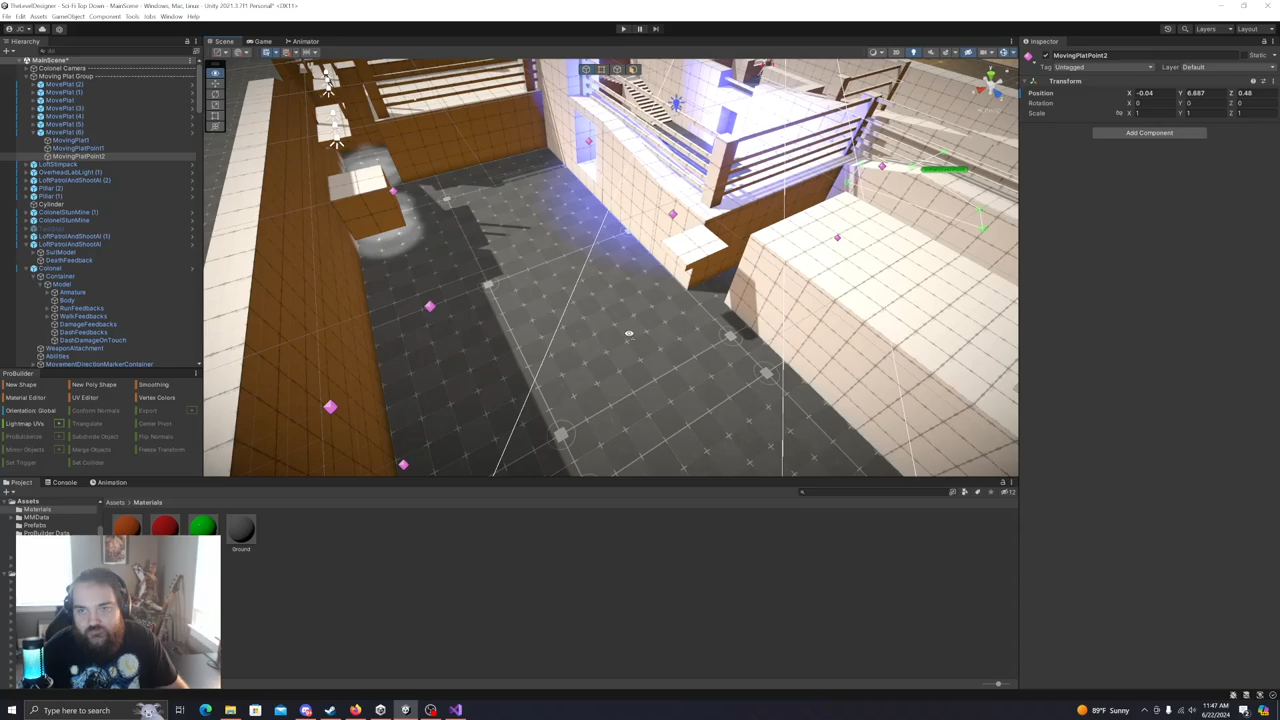 TheLevelDesigner - Sci-Fi Top Down - MainScene - Windows, Mac, Linux - Unity 2021.3.7f1 Personal* <DX11>
File Edit Assets GameObject Component Tools Jobs Window Help
JC
Layers Layout
Hierarchy
Scene Game Animator
Inspector
All
MainScene*
Colonel Camera
Moving Plat Group
MovePlat (2)
MovePlat (1)
MovePlat
MovePlat (3)
MovePlat (4)
MovePlat (5)
MovePlat (6)
MovingPlat1
MovingPlatPoint1
MovingPlatPoint2
LoftStimpack
OverheadLabLight (1)
LoftPatrolAndShootAI (2)
Pillar (2)
Pillar (1)
Cylinder
ColonelStunMine (1)
ColonelStunMine
LoftPatrolAndShootAI (1)
LoftPatrolAndShootAI
SuitModel
DeathFeedback
Colonel
Container
Model
Armature
Body
RunFeedbacks
WalkFeedbacks
DamageFeedbacks
DashFeedbacks
DashDamageOnTouch
WeaponAttachment
Abilities
MovementDirectionMarkerContainer
MovingPlatPoint2 Static
Tag Untagged Layer Default
Transform
Position X -0.04 Y 6.687 Z 0.48
Rotation X 0 Y 0 Z 0
Scale X 1 Y 1 Z 1
Add Component
ProBuilder
New Shape New Poly Shape Smoothing
Material Editor UV Editor Vertex Colors
Orientation: Global Conform Normals Export +
Lightmap UVs + Triangulate Center Pivot
ProBuilderize + Subdivide Object Flip Normals
Mirror Objects + Merge Objects Freeze Transform
Set Trigger Set Collider
Project Console Animation
Assets
Materials
MMData
Prefabs
ProBuilder Data
Assets > Materials
12
Ground
Type here to search
89°F Sunny
11:47 AM
6/22/2024